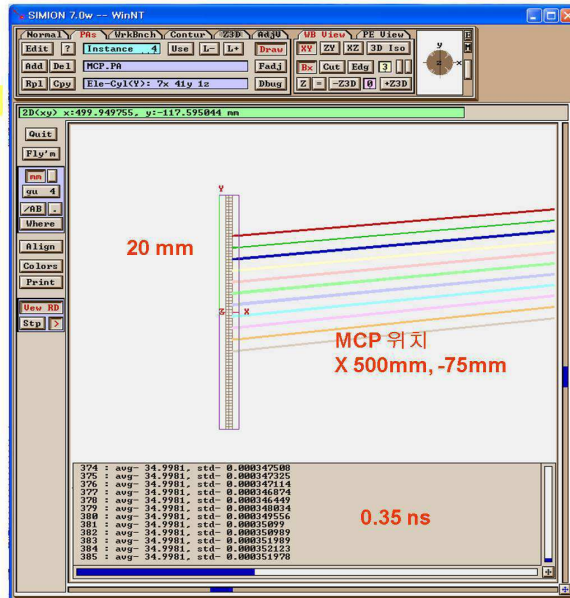 SIMION 7.0w -- WinNT
Normal PAs WrkBnch Contur Z3D AdjV WB View PE View
Edit ? Instance 4 Use L- L+ Draw XY ZY XZ 3D Iso
Add Del MCP.PA Fadj Bx Cut Edg 3
Rpl Cpy Ele-Cyl(Y): 7x 41y 1z Dbug Z = -Z3D 0 +Z3D
y
x
2D(xy) x:499.949755, y:-117.595044 mm
Quit
Fly'm
mm
gu 4
/AB .
Where
Align
Colors
Print
Vew RD
Stp >
Y
20 mm
Z X
MCP 위치
X 500mm, -75mm
374 : avg- 34.9981, std- 0.000347508
375 : avg- 34.9981, std- 0.000347325
376 : avg- 34.9981, std- 0.000347114
377 : avg- 34.9981, std- 0.000346874
378 : avg- 34.9981, std- 0.000346449
379 : avg- 34.9981, std- 0.000348034
380 : avg- 34.9981, std- 0.000349556
381 : avg- 34.9981, std- 0.00035099
382 : avg- 34.9981, std- 0.000350989
383 : avg- 34.9981, std- 0.000351989
384 : avg- 34.9981, std- 0.000352123
385 : avg- 34.9981, std- 0.000351978
0.35 ns